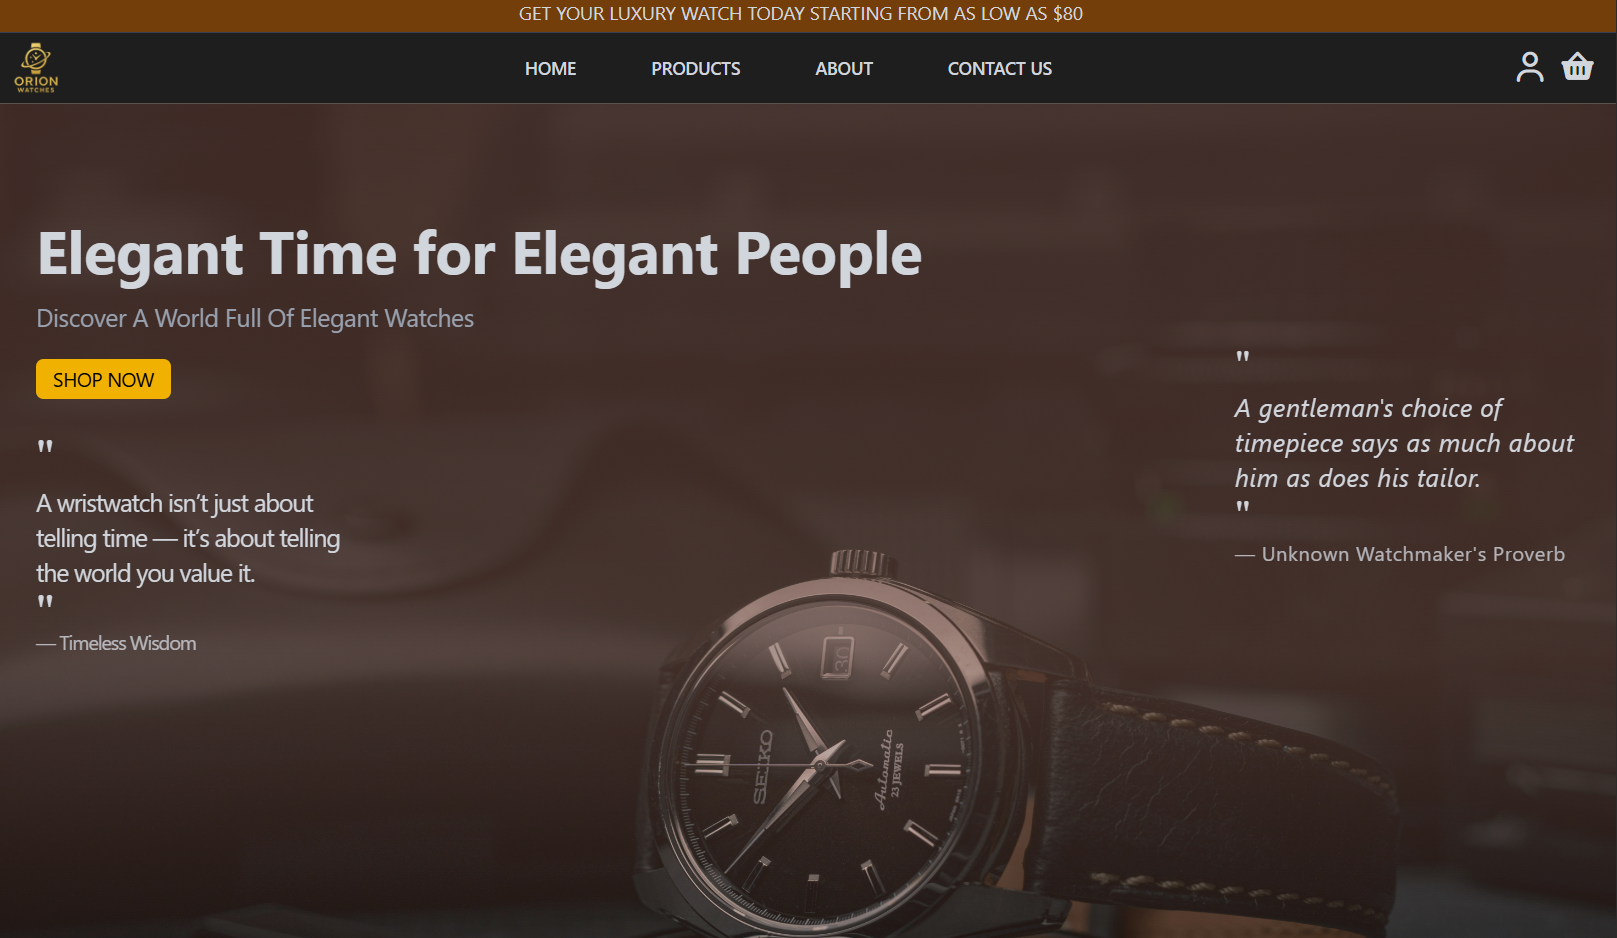 GET YOUR LUXURY WATCH TODAY STARTING FROM AS LOW AS $80
ORION
WATCHES
HOME PRODUCTS ABOUT CONTACT US
Elegant Time for Elegant People
Discover A World Full Of Elegant Watches
SHOP NOW
"
A wristwatch isn’t just about
telling time — it’s about telling
the world you value it.
"
— Timeless Wisdom
"
A gentleman's choice of
timepiece says as much about
him as does his tailor.
"
— Unknown Watchmaker's Proverb
30
SEIKO
Automatic
23 JEWELS